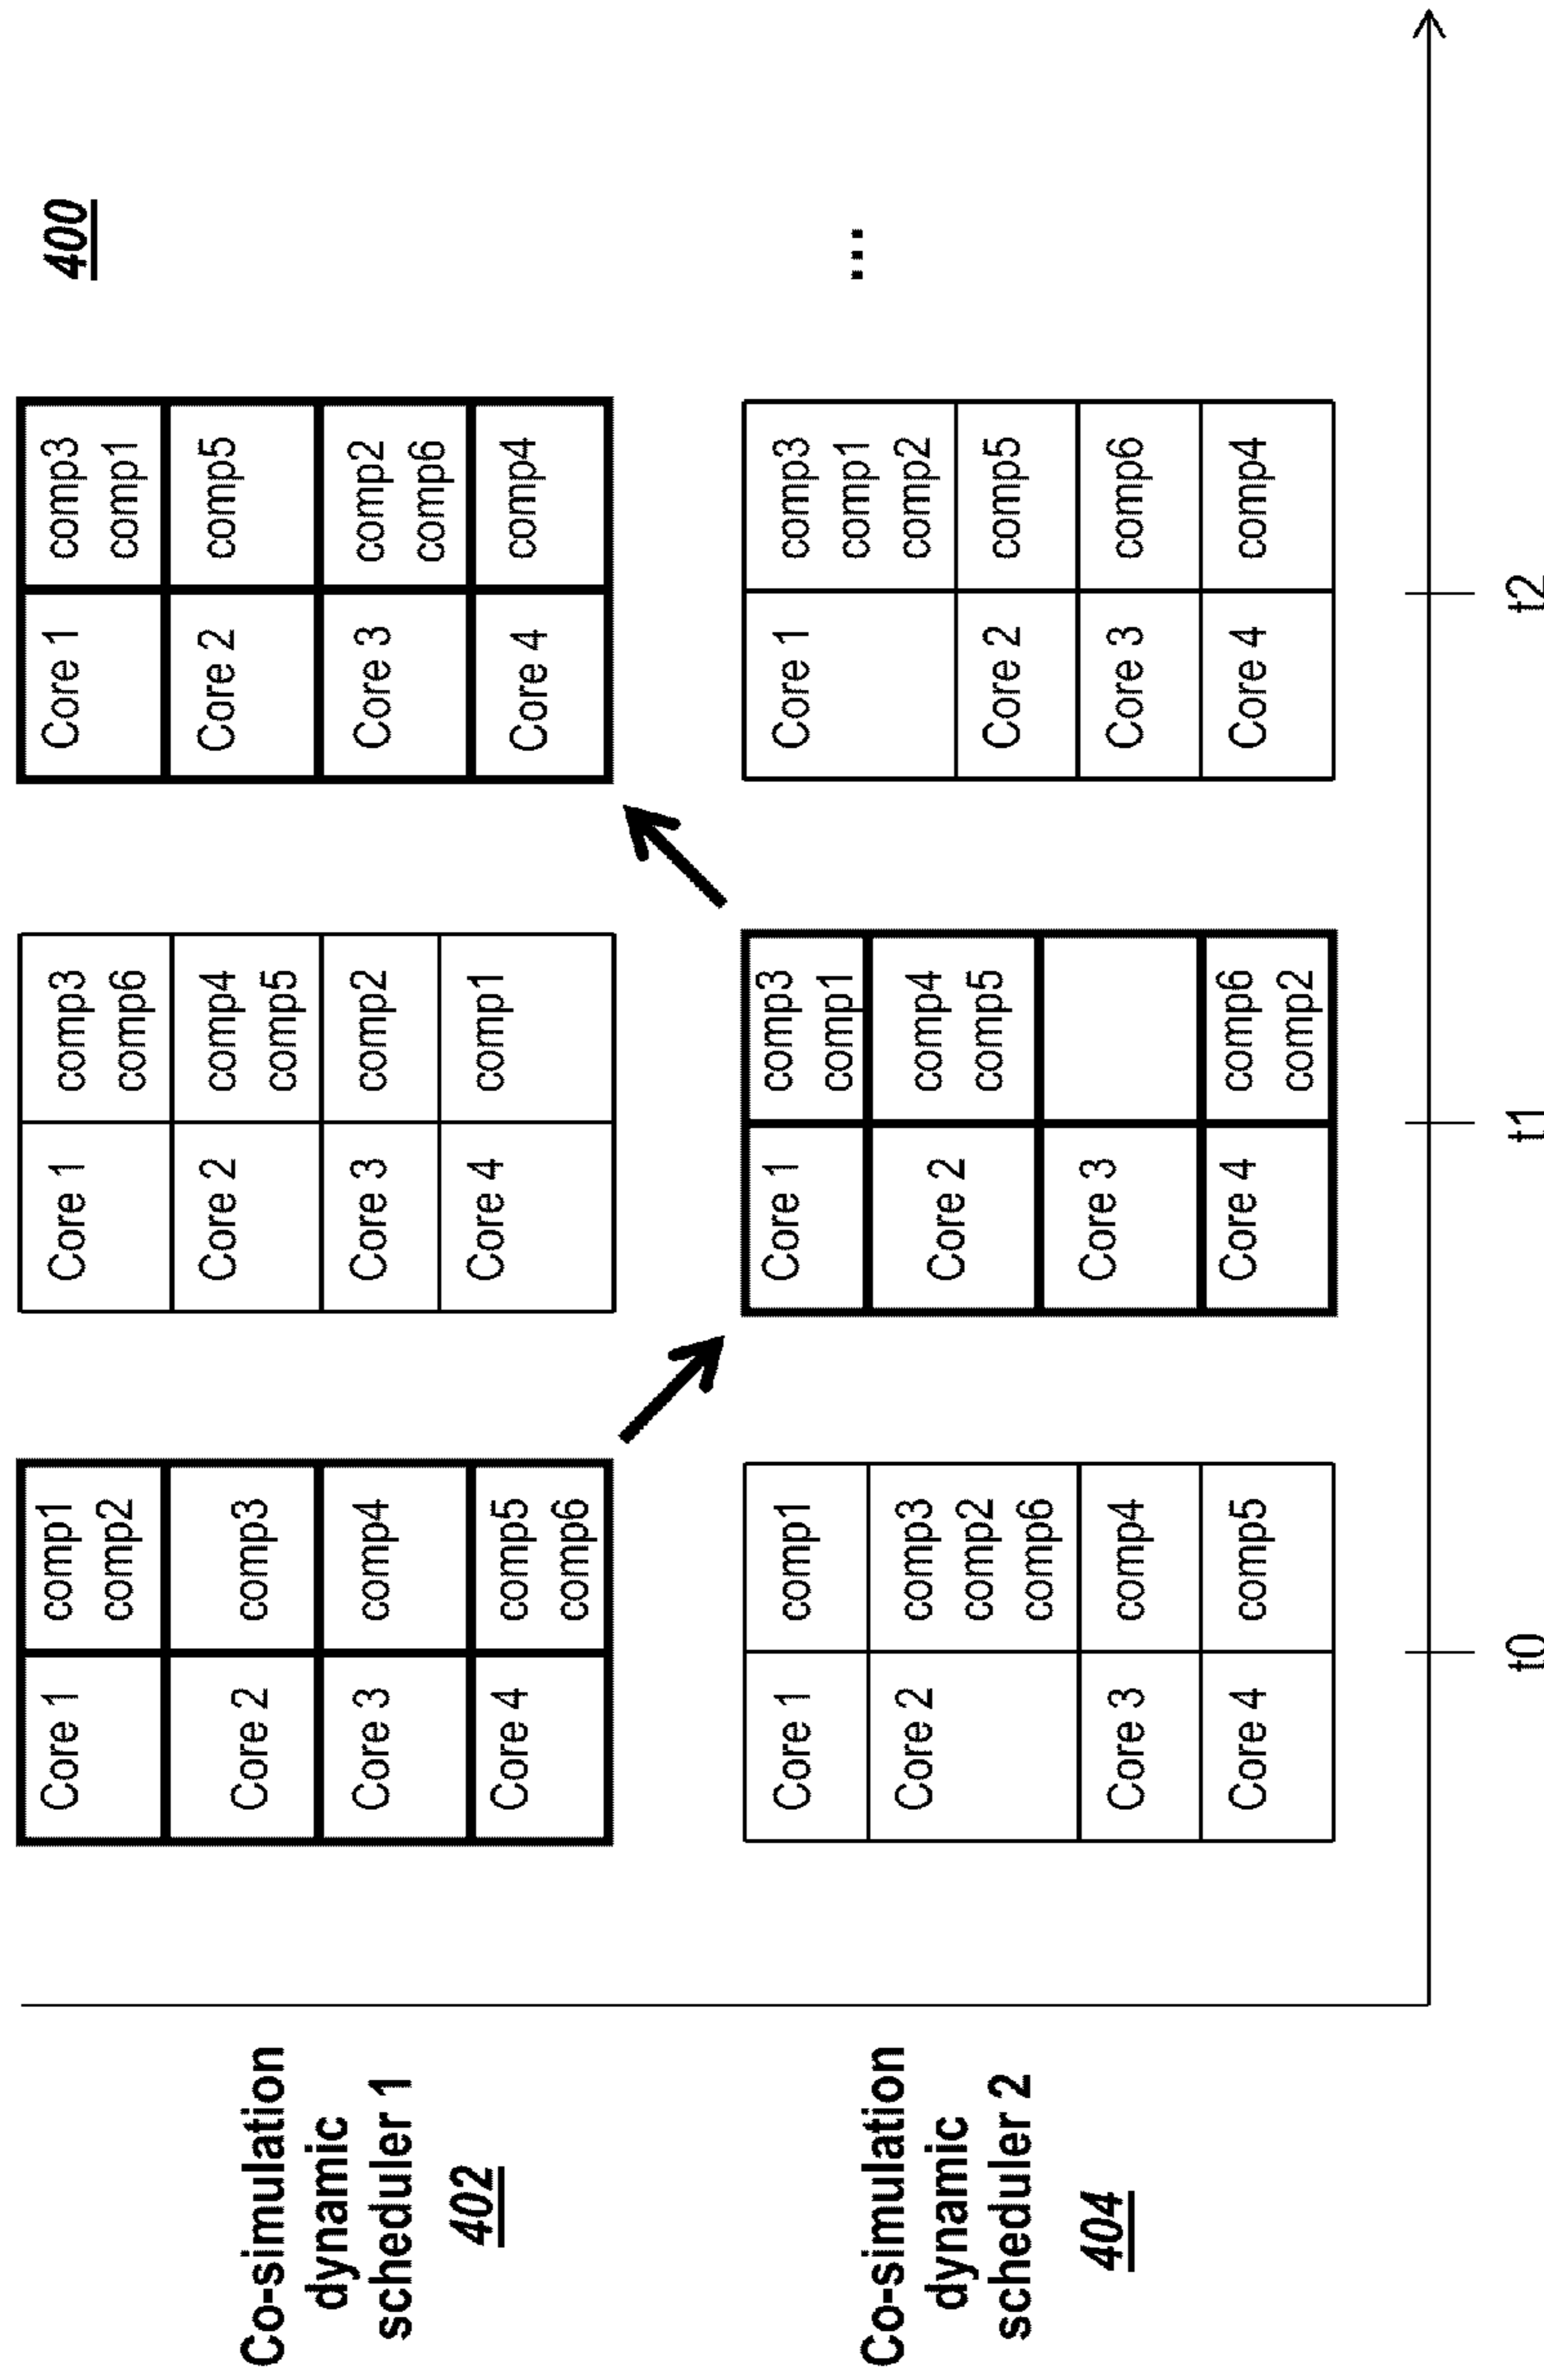 400
Co-simulation
dynamic
scheduler 1
402
Core 1 comp1
comp2
Core 2 comp3
Core 3 comp4
Core 4 comp5
comp6
Core 1 comp3
comp6
Core 2 comp4
comp5
Core 3 comp2
Core 4 comp1
Core 1 comp3
comp1
Core 2 comp5
Core 3 comp2
comp6
Core 4 comp4
Co-simulation
dynamic
scheduler 2
404
Core 1 comp1
Core 2 comp3
comp2
comp6
Core 3 comp4
Core 4 comp5
Core 1 comp3
comp1
Core 2 comp4
comp5
Core 3
Core 4 comp6
comp2
Core 1 comp3
comp1
comp2
Core 2 comp5
Core 3 comp6
Core 4 comp4
...
t0 t1 t2